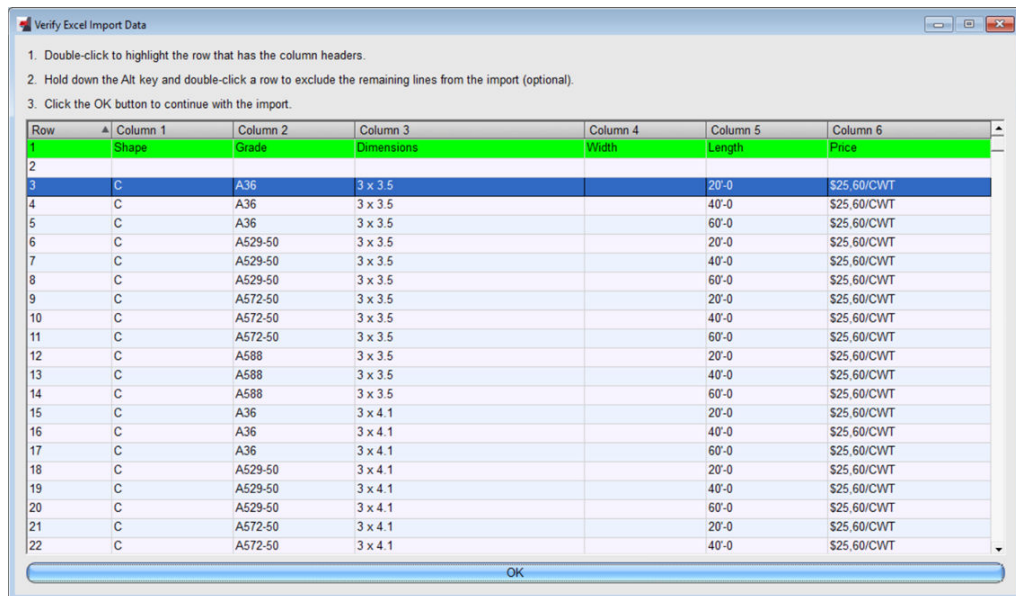 Verify Excel Import Data
1. Double-click to highlight the row that has the column headers.
2. Hold down the Alt key and double-click a row to exclude the remaining lines from the import (optional).
3. Click the OK button to continue with the import.
Row Column 1 Column 2 Column 3 Column 4 Column 5 Column 6
1 Shape Grade Dimensions Width Length Price
2
3 C A36 3 x 3.5 20'-0 $25,60/CWT
4 C A36 3 x 3.5 40'-0 $25,60/CWT
5 C A36 3 x 3.5 60'-0 $25,60/CWT
6 C A529-50 3 x 3.5 20'-0 $25,60/CWT
7 C A529-50 3 x 3.5 40'-0 $25,60/CWT
8 C A529-50 3 x 3.5 60'-0 $25,60/CWT
9 C A572-50 3 x 3.5 20'-0 $25,60/CWT
10 C A572-50 3 x 3.5 40'-0 $25,60/CWT
11 C A572-50 3 x 3.5 60'-0 $25,60/CWT
12 C A588 3 x 3.5 20'-0 $25,60/CWT
13 C A588 3 x 3.5 40'-0 $25,60/CWT
14 C A588 3 x 3.5 60'-0 $25,60/CWT
15 C A36 3 x 4.1 20'-0 $25,60/CWT
16 C A36 3 x 4.1 40'-0 $25,60/CWT
17 C A36 3 x 4.1 60'-0 $25,60/CWT
18 C A529-50 3 x 4.1 20'-0 $25,60/CWT
19 C A529-50 3 x 4.1 40'-0 $25,60/CWT
20 C A529-50 3 x 4.1 60'-0 $25,60/CWT
21 C A572-50 3 x 4.1 20'-0 $25,60/CWT
22 C A572-50 3 x 4.1 40'-0 $25,60/CWT
OK